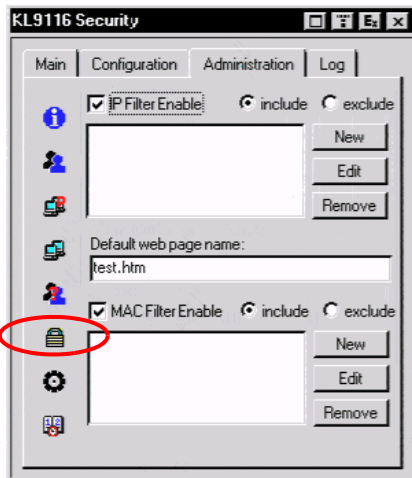 KL9116 Security
Main Configuration Administration Log
IP Filter Enable include exclude
New
Edit
Remove
Default web page name:
test.htm
MAC Filter Enable include exclude
New
Edit
Remove